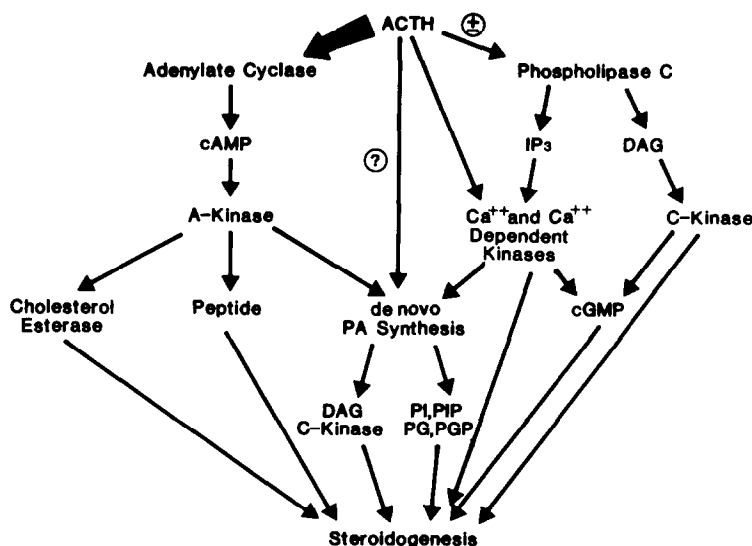 ACTH
±
Adenylate Cyclase
Phospholipase C
cAMP
?
IP3
DAG
A-Kinase
Ca++ and Ca++
Dependent
Kinases
C-Kinase
Cholesterol
Esterase
Peptide
de novo
PA Synthesis
cGMP
DAG
C-Kinase
PI,PIP
PG,PGP
Steroidogenesis